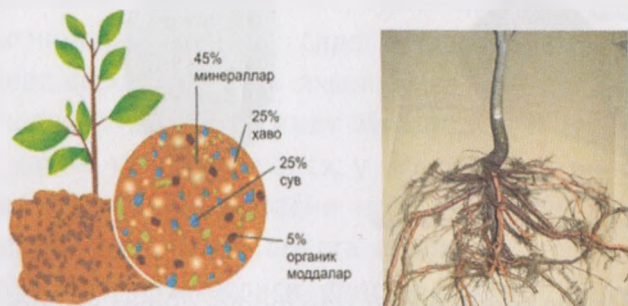 45%
минераллар
25%
хаво
25%
сув
5%
органик
моддалар